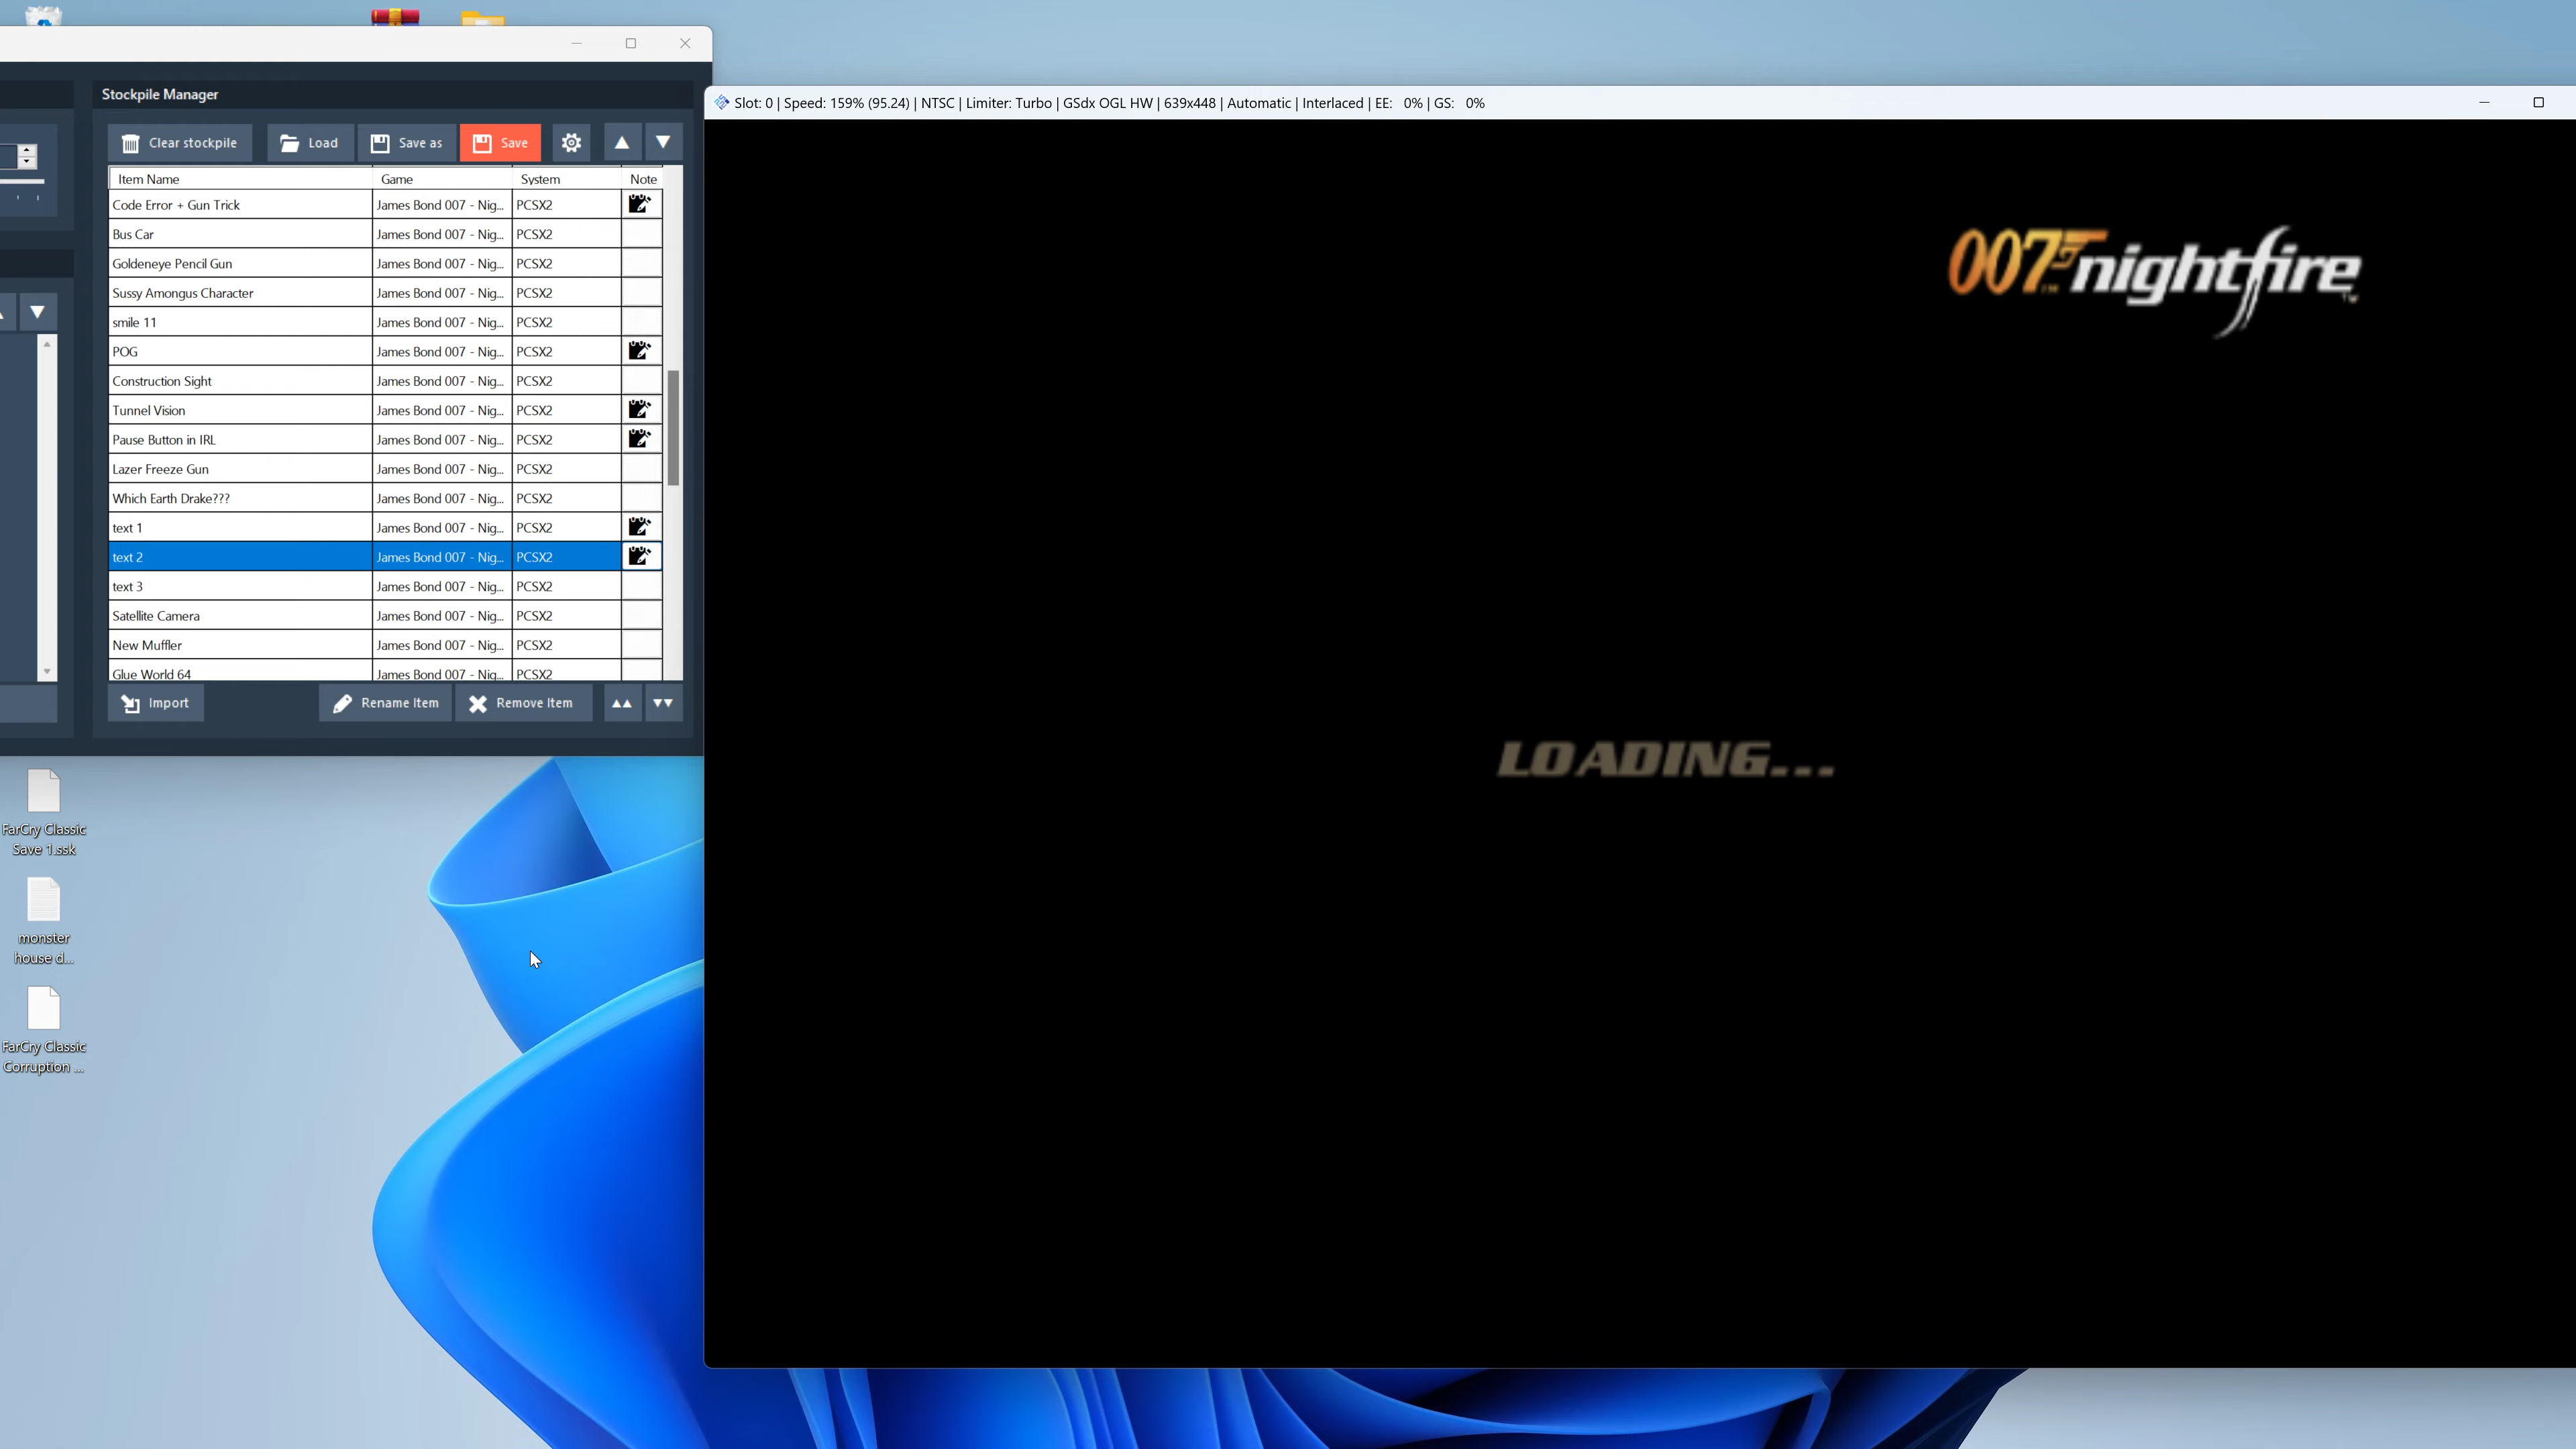 Stockpile Manager
Clear stockpile Load Save as Save
Item Name Game System Note
Code Error + Gun Trick James Bond 007 - Nig... PCSX2
Bus Car James Bond 007 - Nig... PCSX2
Goldeneye Pencil Gun James Bond 007 - Nig... PCSX2
Sussy Amongus Character James Bond 007 - Nig... PCSX2
smile 11 James Bond 007 - Nig... PCSX2
POG James Bond 007 - Nig... PCSX2
Construction Sight James Bond 007 - Nig... PCSX2
Tunnel Vision James Bond 007 - Nig... PCSX2
Pause Button in IRL James Bond 007 - Nig... PCSX2
Lazer Freeze Gun James Bond 007 - Nig... PCSX2
Which Earth Drake??? James Bond 007 - Nig... PCSX2
text 1 James Bond 007 - Nig... PCSX2
text 2 James Bond 007 - Nig... PCSX2
text 3 James Bond 007 - Nig... PCSX2
Satellite Camera James Bond 007 - Nig... PCSX2
New Muffler James Bond 007 - Nig... PCSX2
Glue World 64 James Bond 007 - Nig... PCSX2
Import Rename Item Remove Item
FarCry Classic
Save 1.ssk
monster
house d...
FarCry Classic
Corruption ...
Slot: 0 | Speed: 159% (95.24) | NTSC | Limiter: Turbo | GSdx OGL HW | 639x448 | Automatic | Interlaced | EE: 0% | GS: 0%
007 nightfire TM
LOADING...